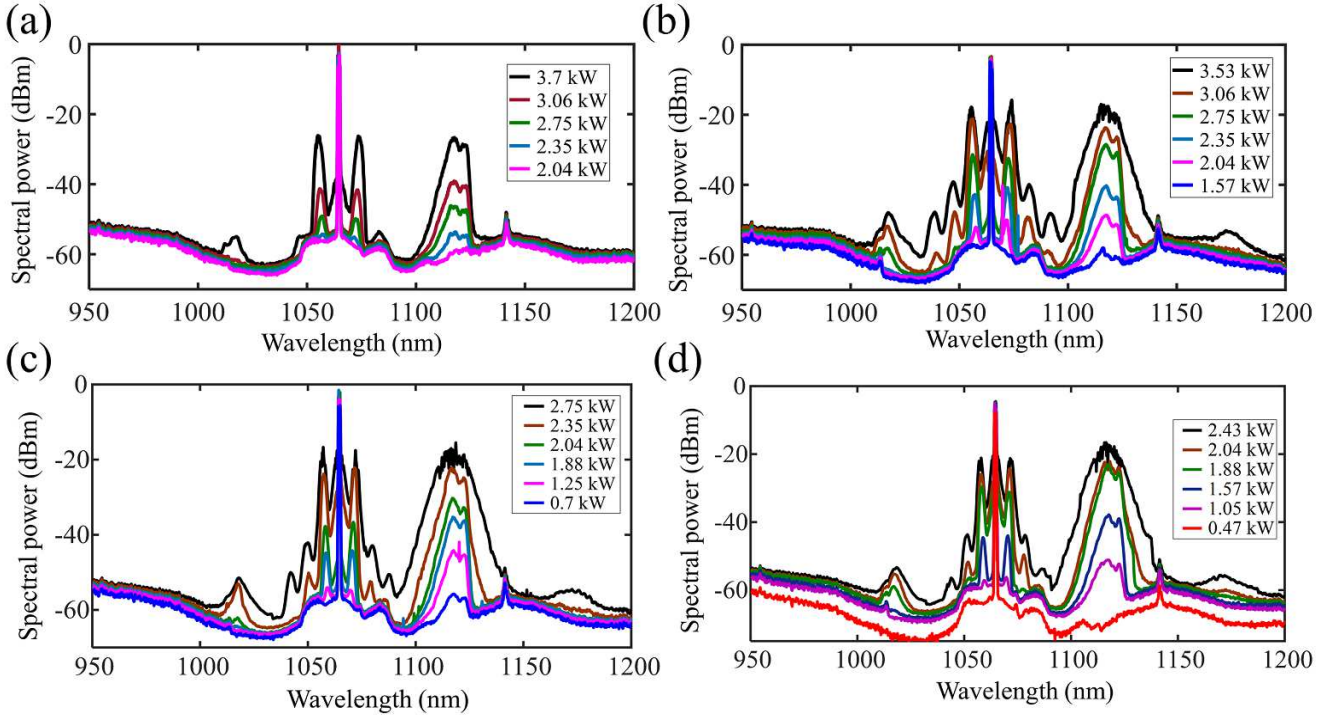 (a)
Spectral power (dBm)
0
-20
-40
-60
3.7 kW
3.06 kW
2.75 kW
2.35 kW
2.04 kW
950 1000 1050 1100 1150 1200
Wavelength (nm)
(b)
Spectral power (dBm)
0
-20
-40
-60
3.53 kW
3.06 kW
2.75 kW
2.35 kW
2.04 kW
1.57 kW
950 1000 1050 1100 1150 1200
Wavelength (nm)
(c)
Spectral power (dBm)
0
-20
-40
-60
2.75 kW
2.35 kW
2.04 kW
1.88 kW
1.25 kW
0.7 kW
950 1000 1050 1100 1150 1200
Wavelength (nm)
(d)
Spectral power (dBm)
0
-20
-40
-60
2.43 kW
2.04 kW
1.88 kW
1.57 kW
1.05 kW
0.47 kW
950 1000 1050 1100 1150 1200
Wavelength (nm)